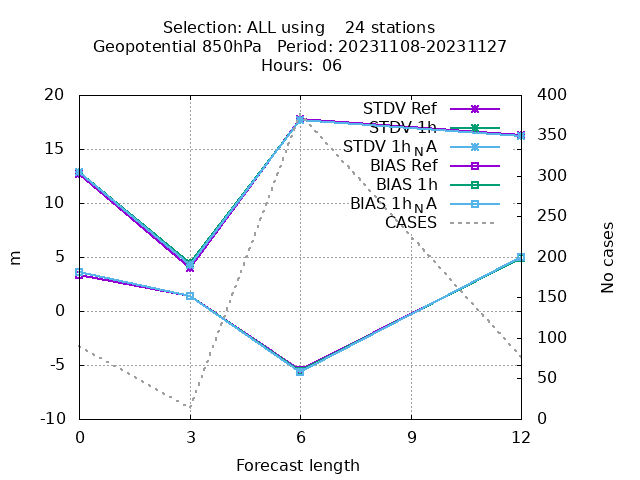 Selection: ALL using    24 stations
Geopotential 850hPa   Period: 20231108-20231127
Hours: 06
20
15
10
5
0
-5
-10
400
350
300
250
200
150
100
50
0
m
No cases
STDV Ref
STDV 1h
STDV 1h_NA
BIAS Ref
BIAS 1h
BIAS 1h_NA
CASES
0 3 6 9 12
Forecast length